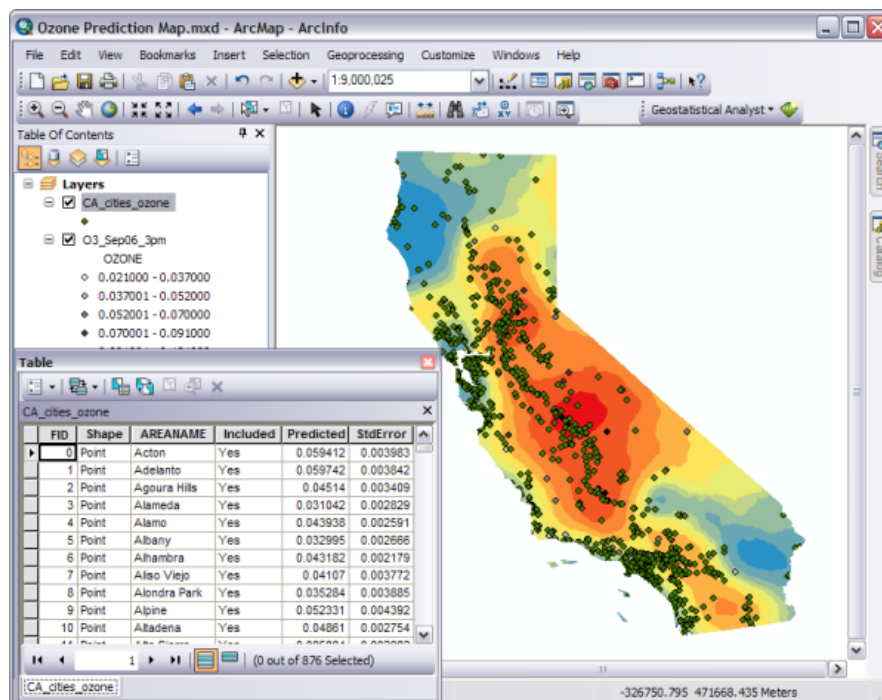 Ozone Prediction Map.mxd - ArcMap - ArcInfo
File Edit View Bookmarks Insert Selection Geoprocessing Customize Windows Help
1:9,000,025
Geostatistical Analyst
Table Of Contents
Layers
CA_cities_ozone
O3_Sep06_3pm
OZONE
0.021000 - 0.037000
0.037001 - 0.052000
0.052001 - 0.070000
0.070001 - 0.091000
Search
Catalog
Table
CA_cities_ozone
FID Shape AREANAME Included Predicted StdError
0 Point Acton Yes 0.059412 0.003983
1 Point Adelanto Yes 0.059742 0.003842
2 Point Agoura Hills Yes 0.04514 0.003409
3 Point Alameda Yes 0.031042 0.002829
4 Point Alamo Yes 0.043938 0.002591
5 Point Albany Yes 0.032995 0.002666
6 Point Alhambra Yes 0.043182 0.002179
7 Point Aliso Viejo Yes 0.04107 0.003772
8 Point Alondra Park Yes 0.035284 0.003885
9 Point Alpine Yes 0.052331 0.004392
10 Point Altadena Yes 0.04861 0.002754
1 (0 out of 876 Selected)
CA_cities_ozone
-326750.795 471668.435 Meters